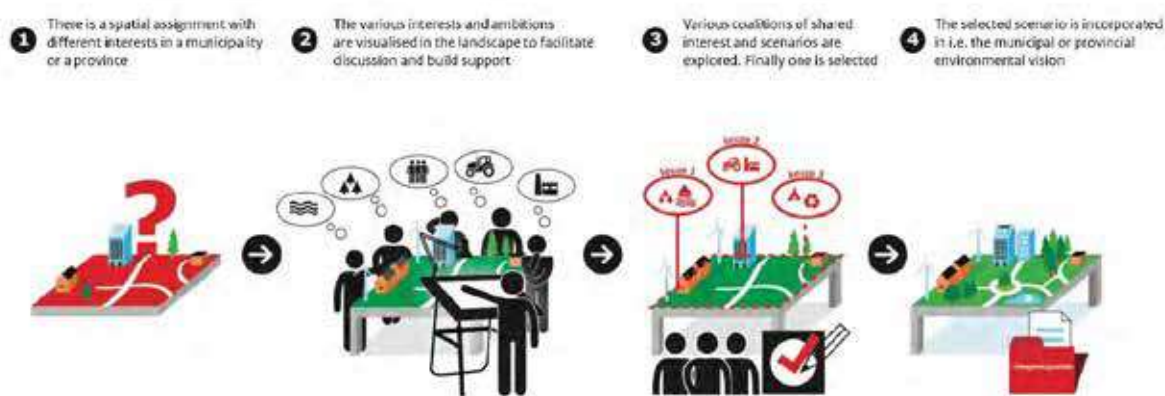 1
There is a spatial assignment with
different interests in a municipality
or a province
2
The various interests and ambitions
are visualised in the landscape to facilitate
discussion and build support
3
Various coalitions of shared
interest and scenarios are
explored. Finally one is selected
4
The selected scenario is incorporated
in i.e. the municipal or provincial
environmental vision
?